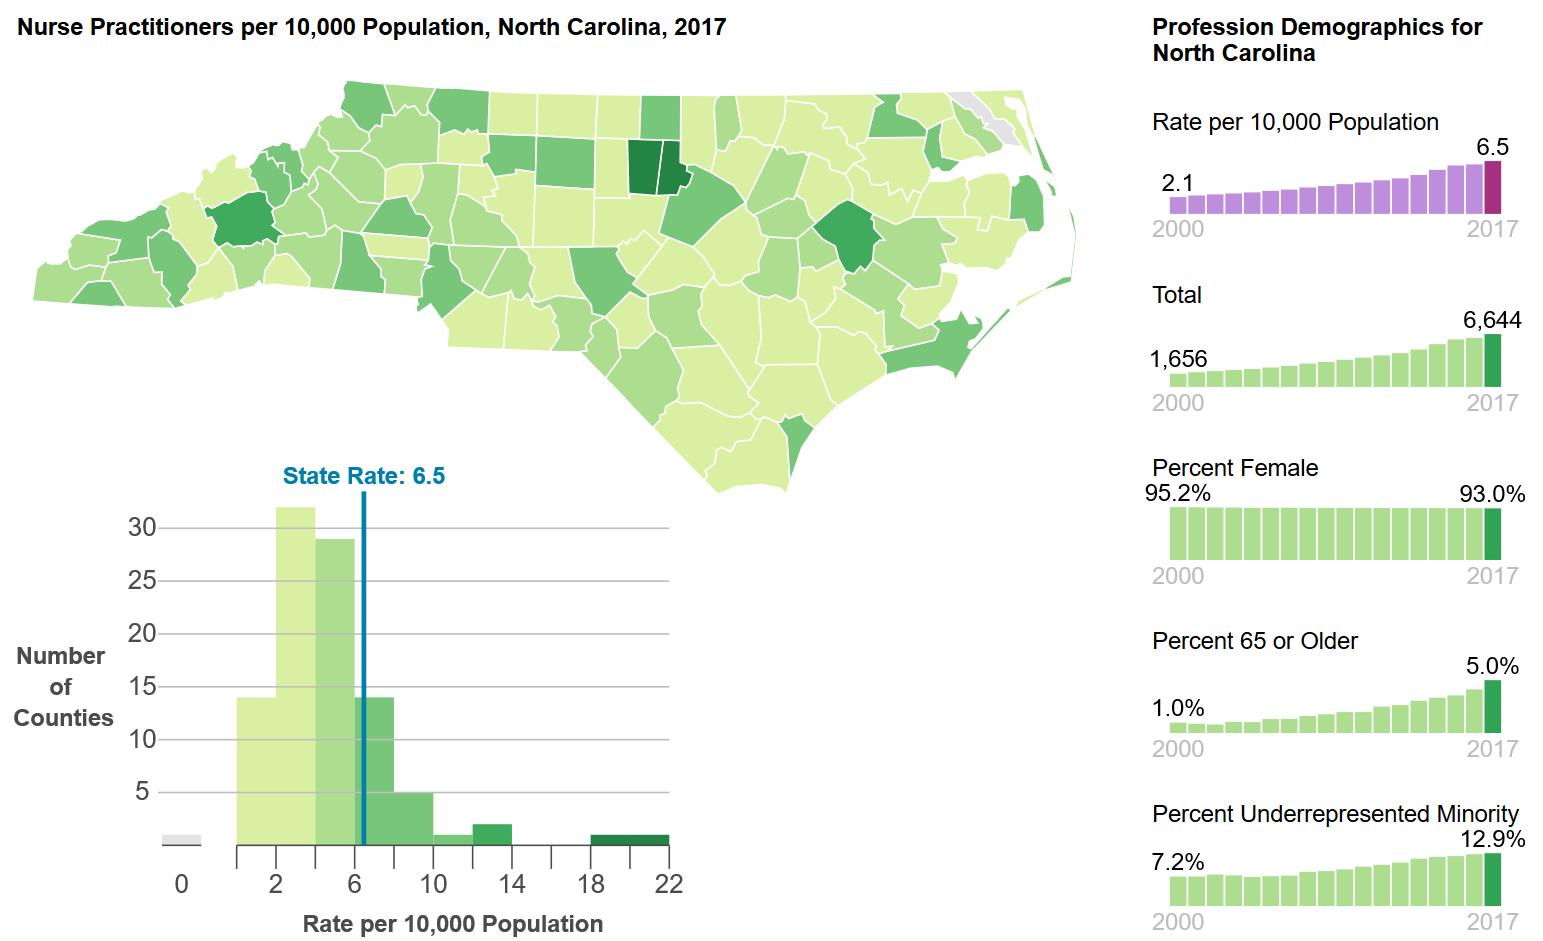 Nurse Practitioners per 10,000 Population, North Carolina, 2017
State Rate: 6.5
30
25
20
15
10
5
Number
of
Counties
0
2
6
10
14
18
22
Rate per 10,000 Population
Profession Demographics for
North Carolina
Rate per 10,000 Population
6.5
2.1
2000
2017
Total
6,644
1,656
2000
2017
Percent Female
95.2%
93.0%
2000
2017
Percent 65 or Older
5.0%
1.0%
2000
2017
Percent Underrepresented Minority
12.9%
7.2%
2000
2017